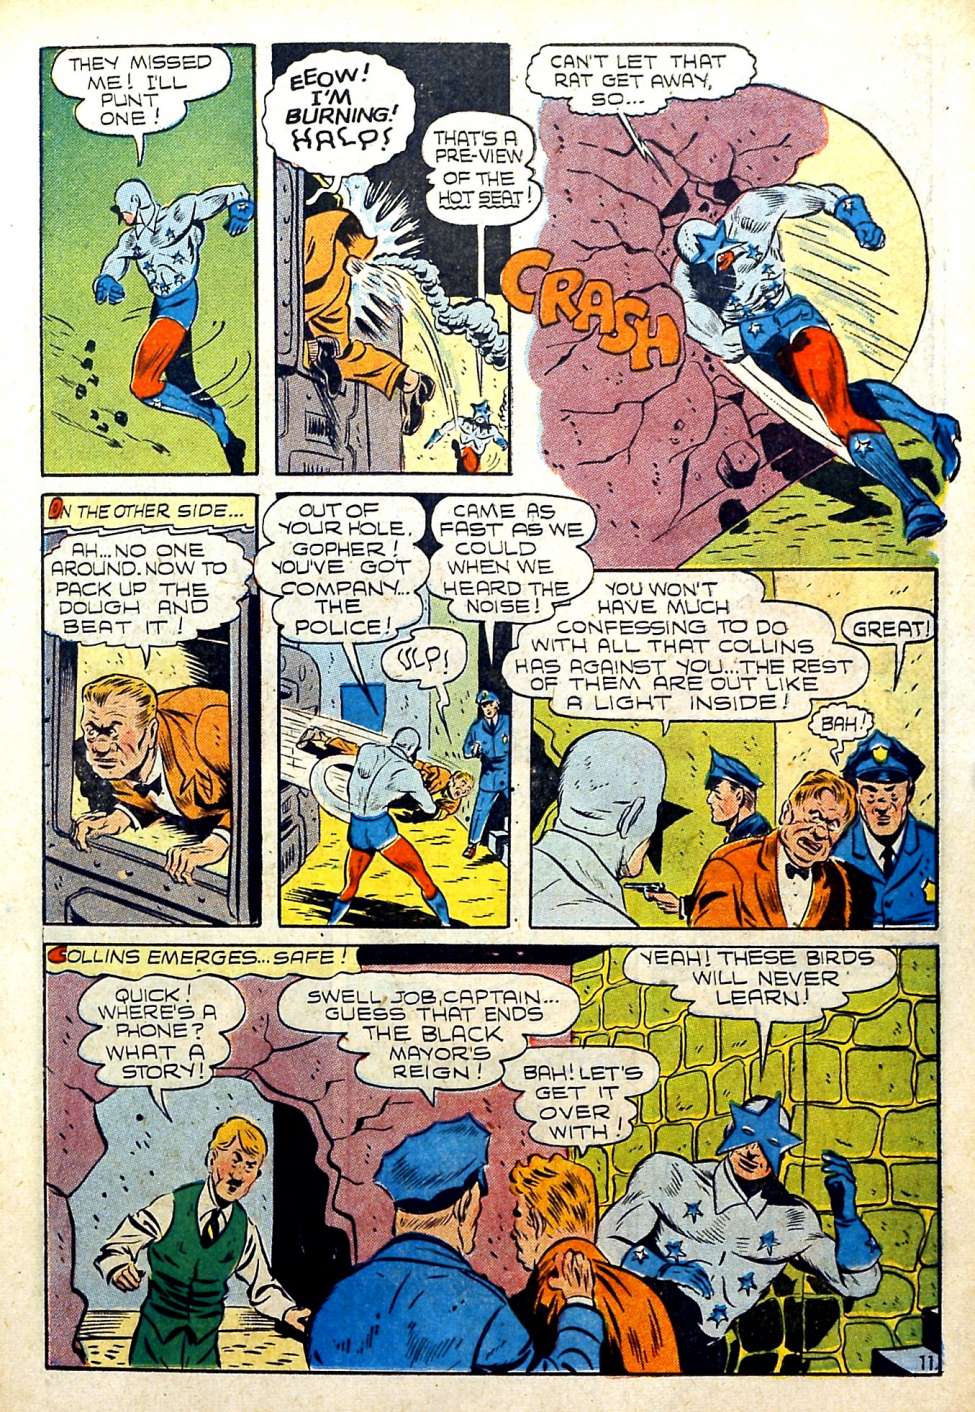 THEY MISSED
ME! I'LL
PUNT
ONE!
EEOW!
I'M
BURNING!
HALP!
THAT'S A
PRE-VIEW
OF THE
HOT SEAT!
CAN'T LET THAT
RAT GET AWAY,
SO...
CRASH
ON THE OTHER SIDE...
AH...NO ONE
AROUND. NOW TO
PACK UP THE
DOUGH AND
BEAT IT!
OUT OF
YOUR HOLE,
GOPHER!
YOU'VE GOT
COMPANY...
THE
POLICE!
ULP!
CAME AS
FAST AS WE
COULD
WHEN WE
HEARD THE
NOISE!
YOU WON'T
HAVE MUCH
CONFESSING TO DO
WITH ALL THAT COLLINS
HAS AGAINST YOU...THE REST
OF THEM ARE OUT LIKE
A LIGHT INSIDE!
BAH!
GREAT!
COLLINS EMERGES...SAFE!
QUICK!
WHERE'S A
PHONE?
WHAT A
STORY!
SWELL JOB, CAPTAIN...
GUESS THAT ENDS
THE BLACK
MAYOR'S
REIGN!
BAH! LET'S
GET IT
OVER
WITH!
YEAH! THESE BIRDS
WILL NEVER
LEARN!
11